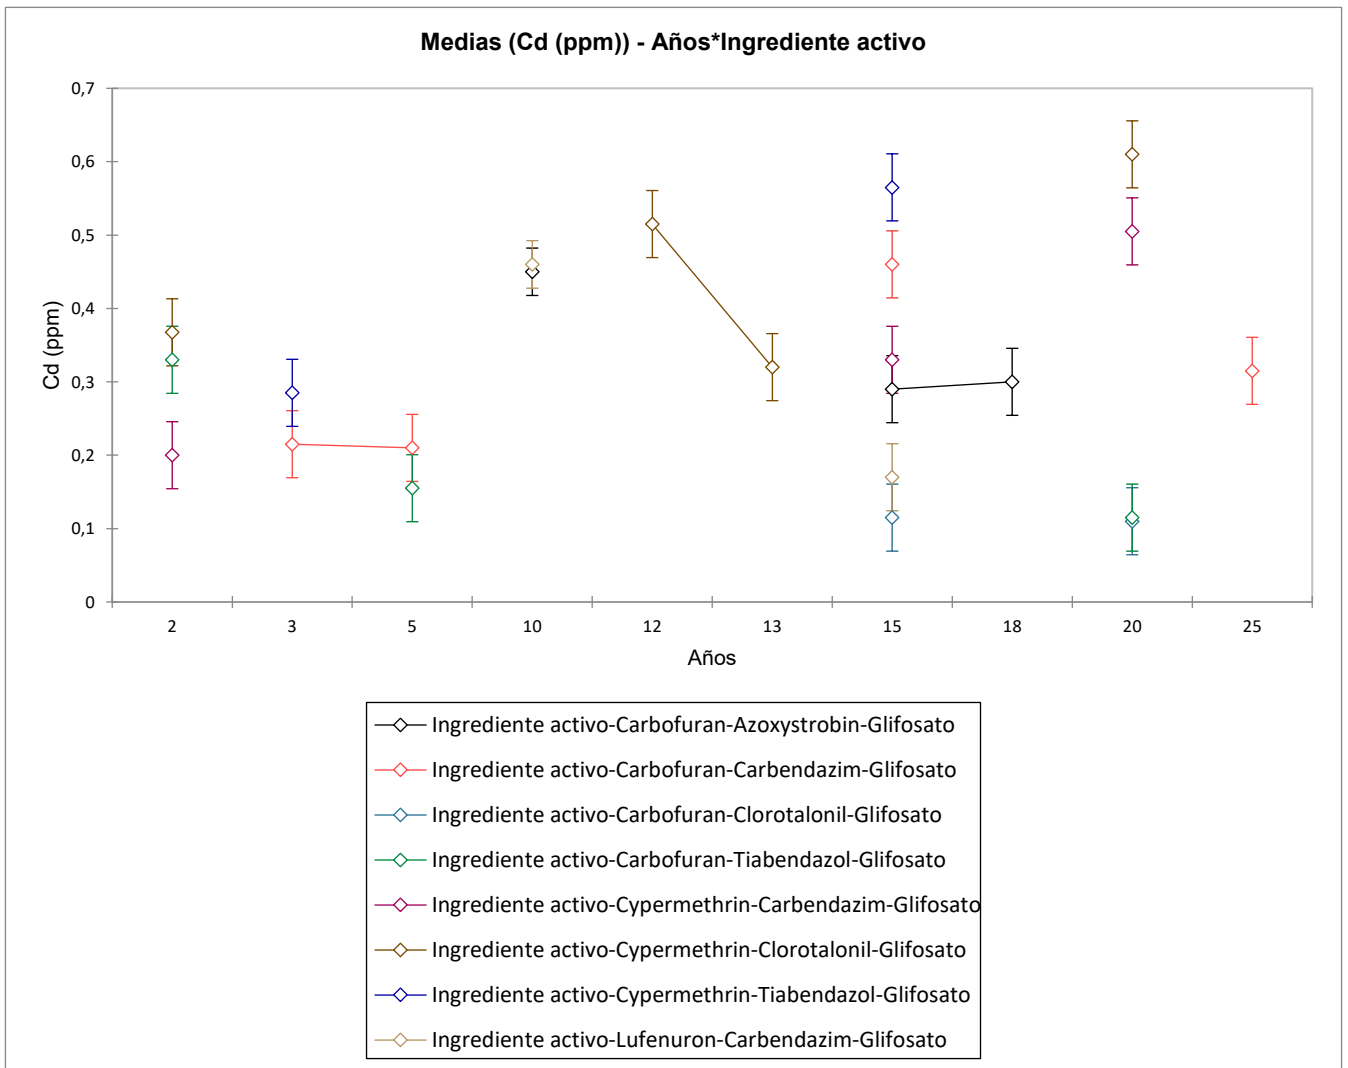 Medias (Cd (ppm)) - Años*Ingrediente activo
0,7
0,6
0,5
0,4
0,3
0,2
0,1
0
Cd (ppm)
2 3 5 10 12 13 15 18 20 25
Años
Ingrediente activo-Carbofuran-Azoxystrobin-Glifosato
Ingrediente activo-Carbofuran-Carbendazim-Glifosato
Ingrediente activo-Carbofuran-Clorotalonil-Glifosato
Ingrediente activo-Carbofuran-Tiabendazol-Glifosato
Ingrediente activo-Cypermethrin-Carbendazim-Glifosato
Ingrediente activo-Cypermethrin-Clorotalonil-Glifosato
Ingrediente activo-Cypermethrin-Tiabendazol-Glifosato
Ingrediente activo-Lufenuron-Carbendazim-Glifosato